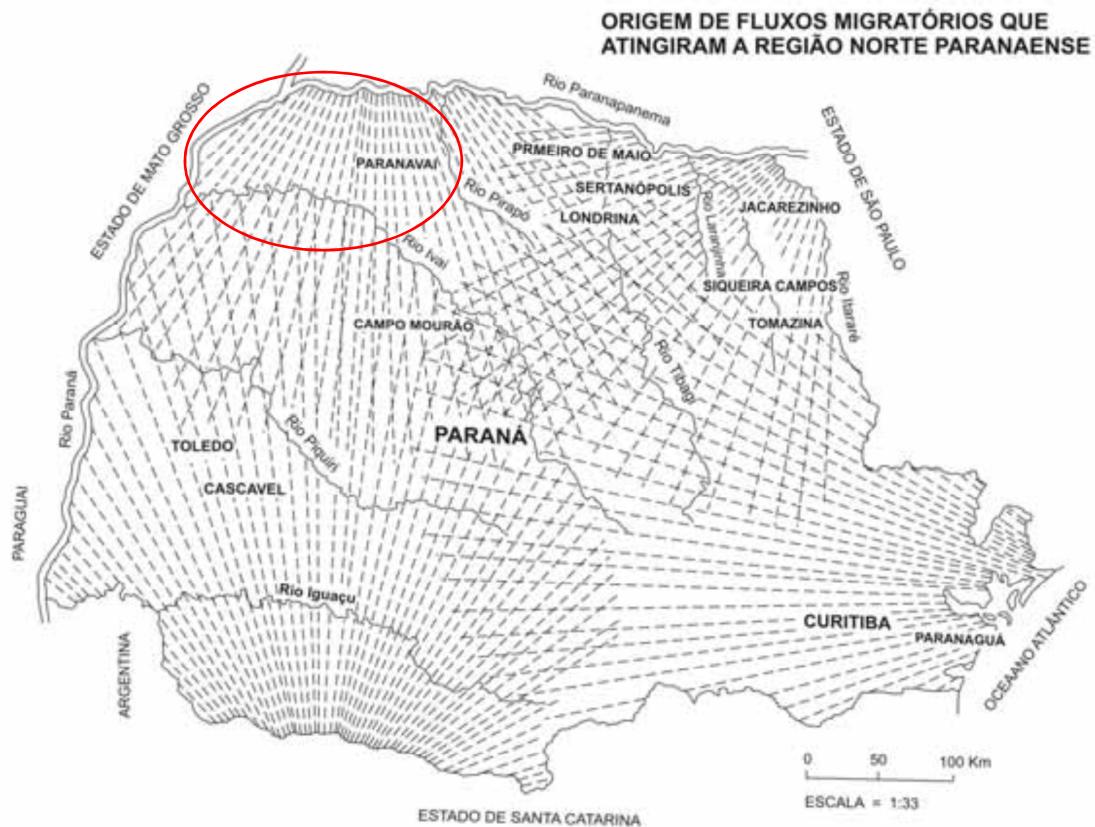 ORIGEM DE FLUXOS MIGRATÓRIOS QUE
ATINGIRAM A REGIÃO NORTE PARANAENSE
ESTADO DE MATO GROSSO
Rio Paranapanema
ESTADO DE SÃO PAULO
PRMEIRO DE MAIO
PARANAVAÍ
SERTANÓPOLIS
Rio Pirapó
LONDRINA
Rio Laranjinha
JACAREZINHO
Rio Ivaí
SIQUEIRA CAMPOS
Rio Itararé
CAMPO MOURÃO
TOMAZINA
Rio Tibagi
Rio Paraná
Rio Piquiri
PARANÁ
TOLEDO
CASCAVEL
PARAGUAI
Rio Iguaçu
CURITIBA
PARANAGUÁ
OCEAANO ATLÂNTICO
ARGENTINA
0 50 100 Km
ESCALA = 1:33
ESTADO DE SANTA CATARINA